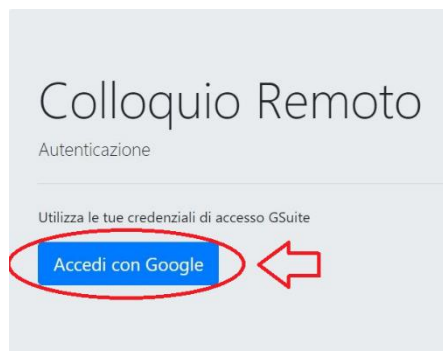 Colloquio Remoto
Autenticazione
Utilizza le tue credenziali di accesso GSuite
Accedi con Google